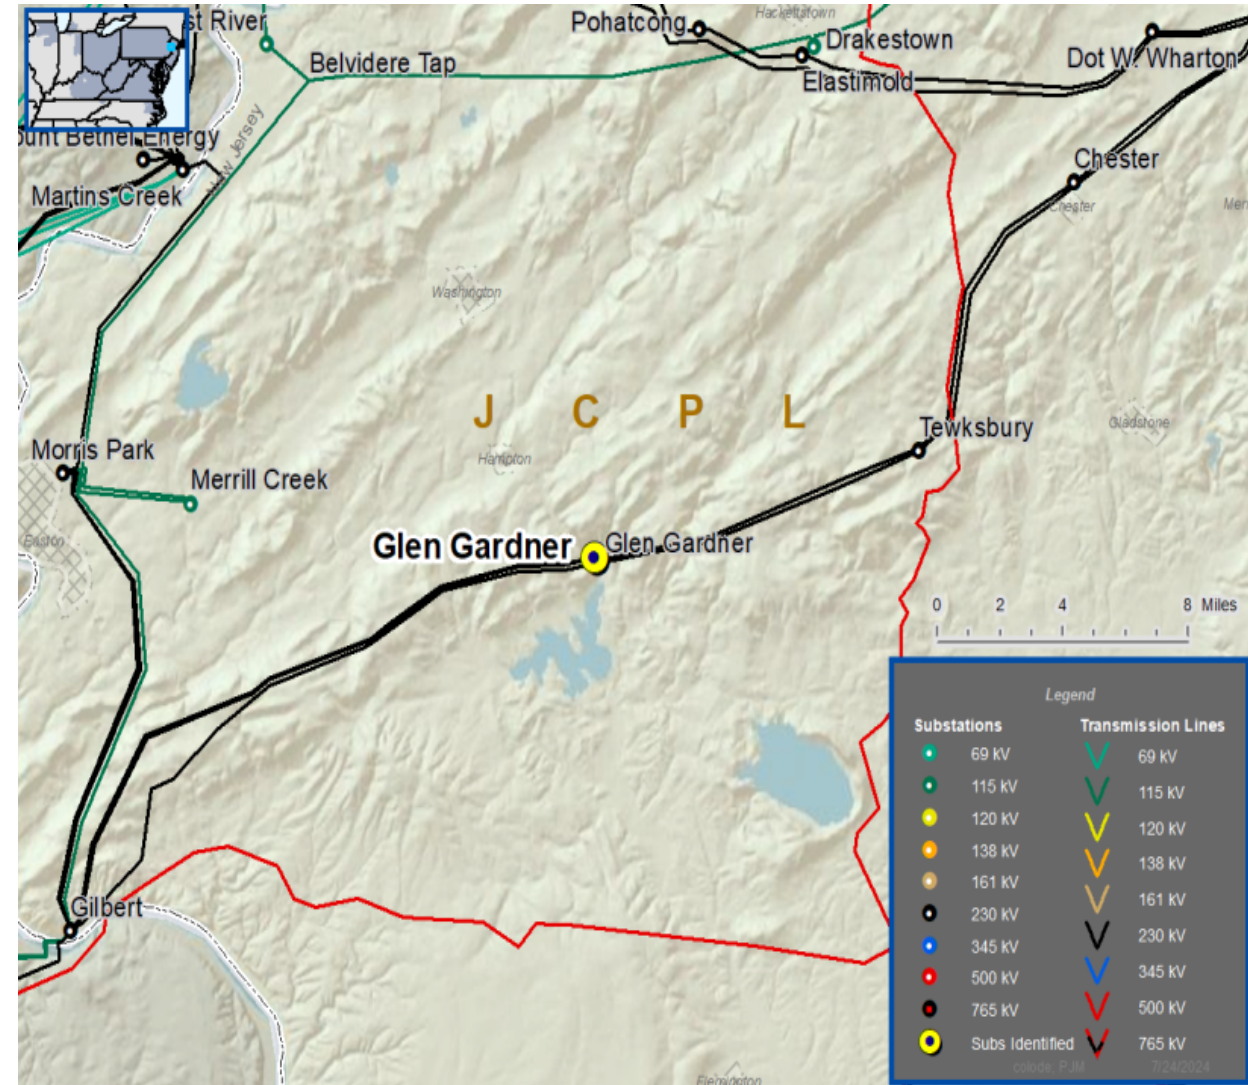 st River
Pohatcong
Hackettstown
Drakestown
Dot W. Wharton
Belvidere Tap
Elastimold
ount Bethel Energy
New Jersey
Martins Creek
Chester
Chester
Mer
Washington
J C P L
Tewksbury
Gladstone
Morris Park
Hampton
Merrill Creek
Easton
Glen Gardner
Glen Gardner
0 2 4 8 Miles
Gilbert
Flemington
Legend
Substations
69 kV
115 kV
120 kV
138 kV
161 kV
230 kV
345 kV
500 kV
765 kV
Subs Identified
Transmission Lines
69 kV
115 kV
120 kV
138 kV
161 kV
230 kV
345 kV
500 kV
765 kV
colode, PJM 7/24/2024